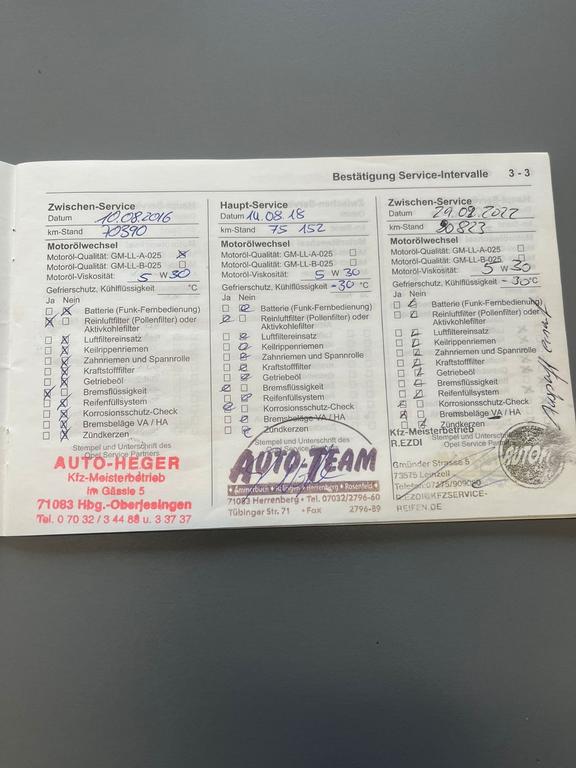 Bestätigung Service-Intervalle 3 - 3
Zwischen-Service
Datum 10.08.2016
km-Stand 70390
Motorölwechsel
Motoröl-Qualität: GM-LL-A-025
Motoröl-Qualität: GM-LL-B-025
Motoröl-Viskosität: 5 W 30
Gefrierschutz, Kühlflüssigkeit °C
Ja Nein
Batterie (Funk-Fernbedienung)
Reinluftfilter (Pollenfilter) oder
Aktivkohlefilter
Luftfiltereinsatz
Keilrippenriemen
Zahnriemen und Spannrolle
Kraftstofffilter
Getriebeöl
Bremsflüssigkeit
Reifenfüllsystem
Korrosionsschutz-Check
Bremsbeläge VA / HA
Zündkerzen
Stempel und Unterschrift des
Opel Service Partners
AUTO-HEGER
Kfz-Meisterbetrieb
im Gässle 5
71083 Hbg.-Oberjesingen
Tel. 0 70 32 / 3 44 88 u. 3 37 37
Haupt-Service
Datum 14.08.18
km-Stand 75 152
Motorölwechsel
Motoröl-Qualität: GM-LL-A-025
Motoröl-Qualität: GM-LL-B-025
Motoröl-Viskosität: 5 W 30
Gefrierschutz, Kühlflüssigkeit -30 °C
Ja Nein
Batterie (Funk-Fernbedienung)
Reinluftfilter (Pollenfilter) oder
Aktivkohlefilter
Luftfiltereinsatz
Keilrippenriemen
Zahnriemen und Spannrolle
Kraftstofffilter
Getriebeöl
Bremsflüssigkeit
Reifenfüllsystem
Korrosionsschutz-Check
Bremsbeläge VA / HA
Zündkerzen
Stempel und Unterschrift des
Opel Service Partners
AUTO-TEAM
Herrenberg • Rosenfeld
71083 Herrenberg • Tel. 07032/2796-60
Tübinger Str. 71 • Fax 2796-89
Zwischen-Service
Datum 29.08.2022
km-Stand 90823
Motorölwechsel
Motoröl-Qualität: GM-LL-A-025
Motoröl-Qualität: GM-LL-B-025
Motoröl-Viskosität: 5 W 30
Gefrierschutz, Kühlflüssigkeit -30 °C
Ja Nein
Batterie (Funk-Fernbedienung)
Reinluftfilter (Pollenfilter) oder
Aktivkohlefilter
Luftfiltereinsatz
Keilrippenriemen
Zahnriemen und Spannrolle
Kraftstofffilter
Getriebeöl
Bremsflüssigkeit
Reifenfüllsystem
Korrosionsschutz-Check
Bremsbeläge VA / HA
Zündkerzen
Kfz-Meisterbetrieb
R.EZDI
Gmünder Strasse 5
73575 Leinzell
Telefon 07175/909080
R.EZDI@KFZSERVICE-
REIFEN.DE